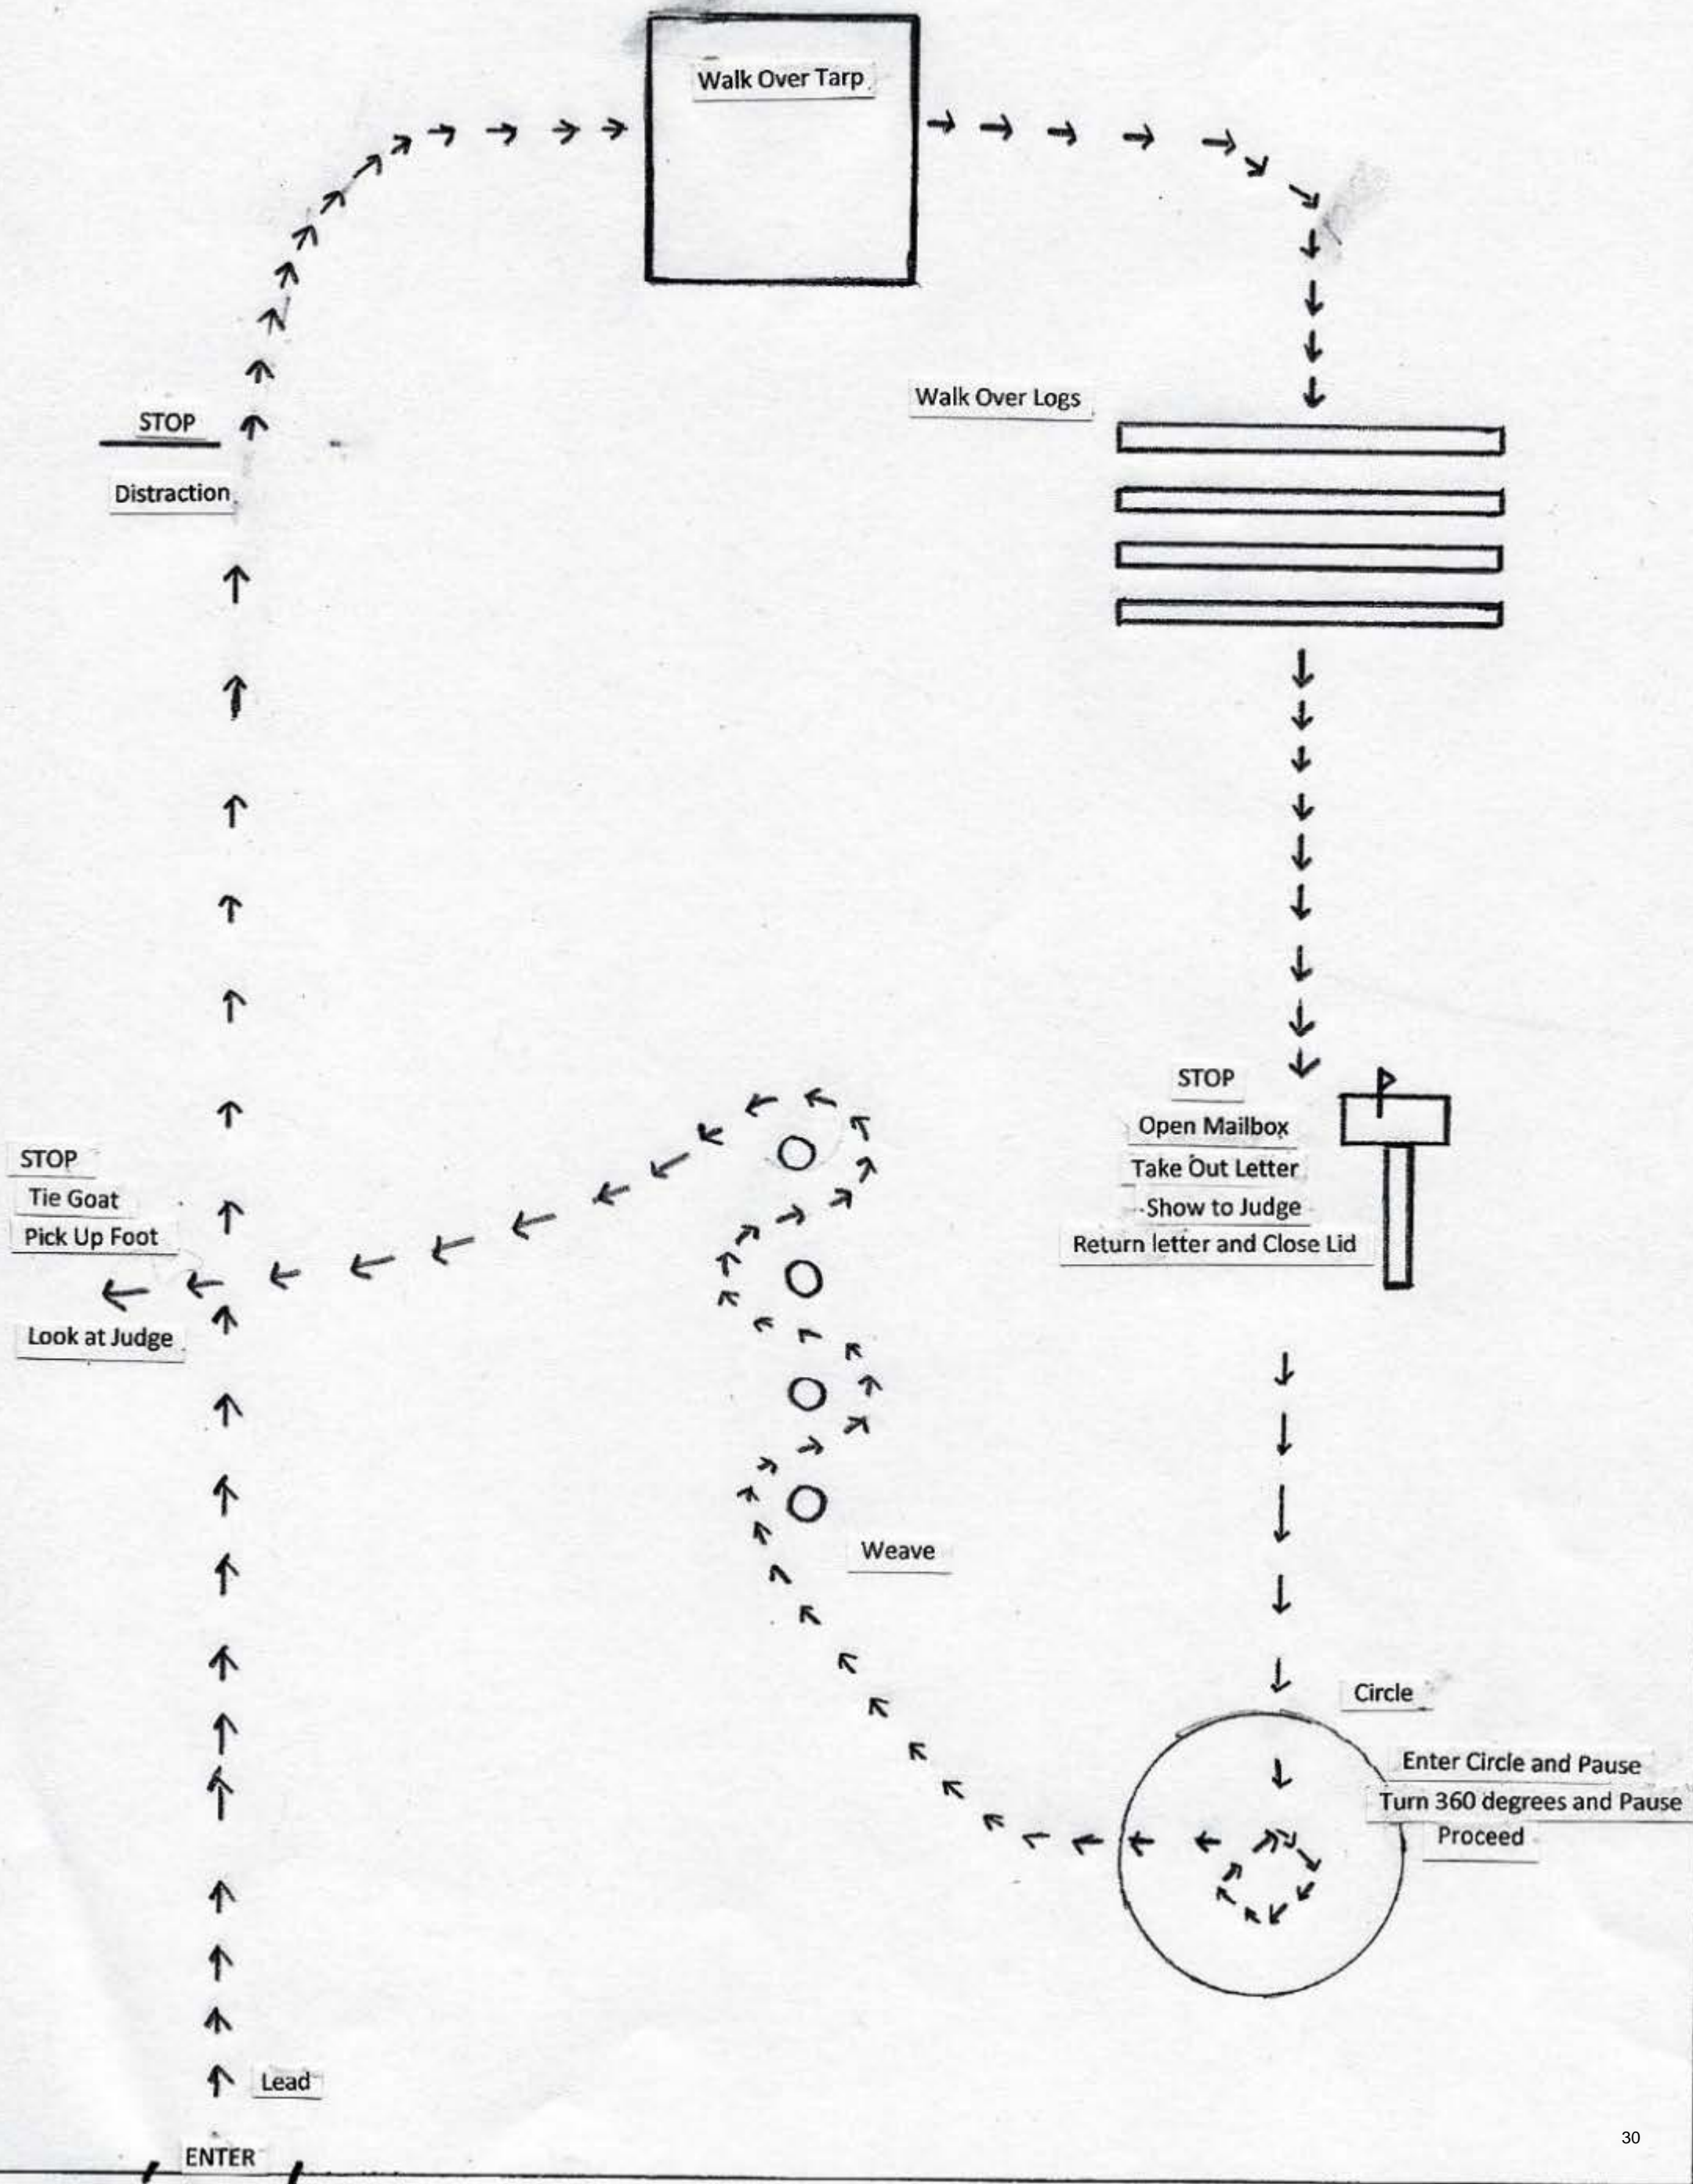 Walk Over Tarp
Walk Over Logs
STOP
Distraction
STOP
Open Mailbox
Take Out Letter
Show to Judge
Return letter and Close Lid
STOP
Tie Goat
Pick Up Foot
Look at Judge
Weave
Circle
Enter Circle and Pause
Turn 360 degrees and Pause
Proceed
Lead
ENTER
30